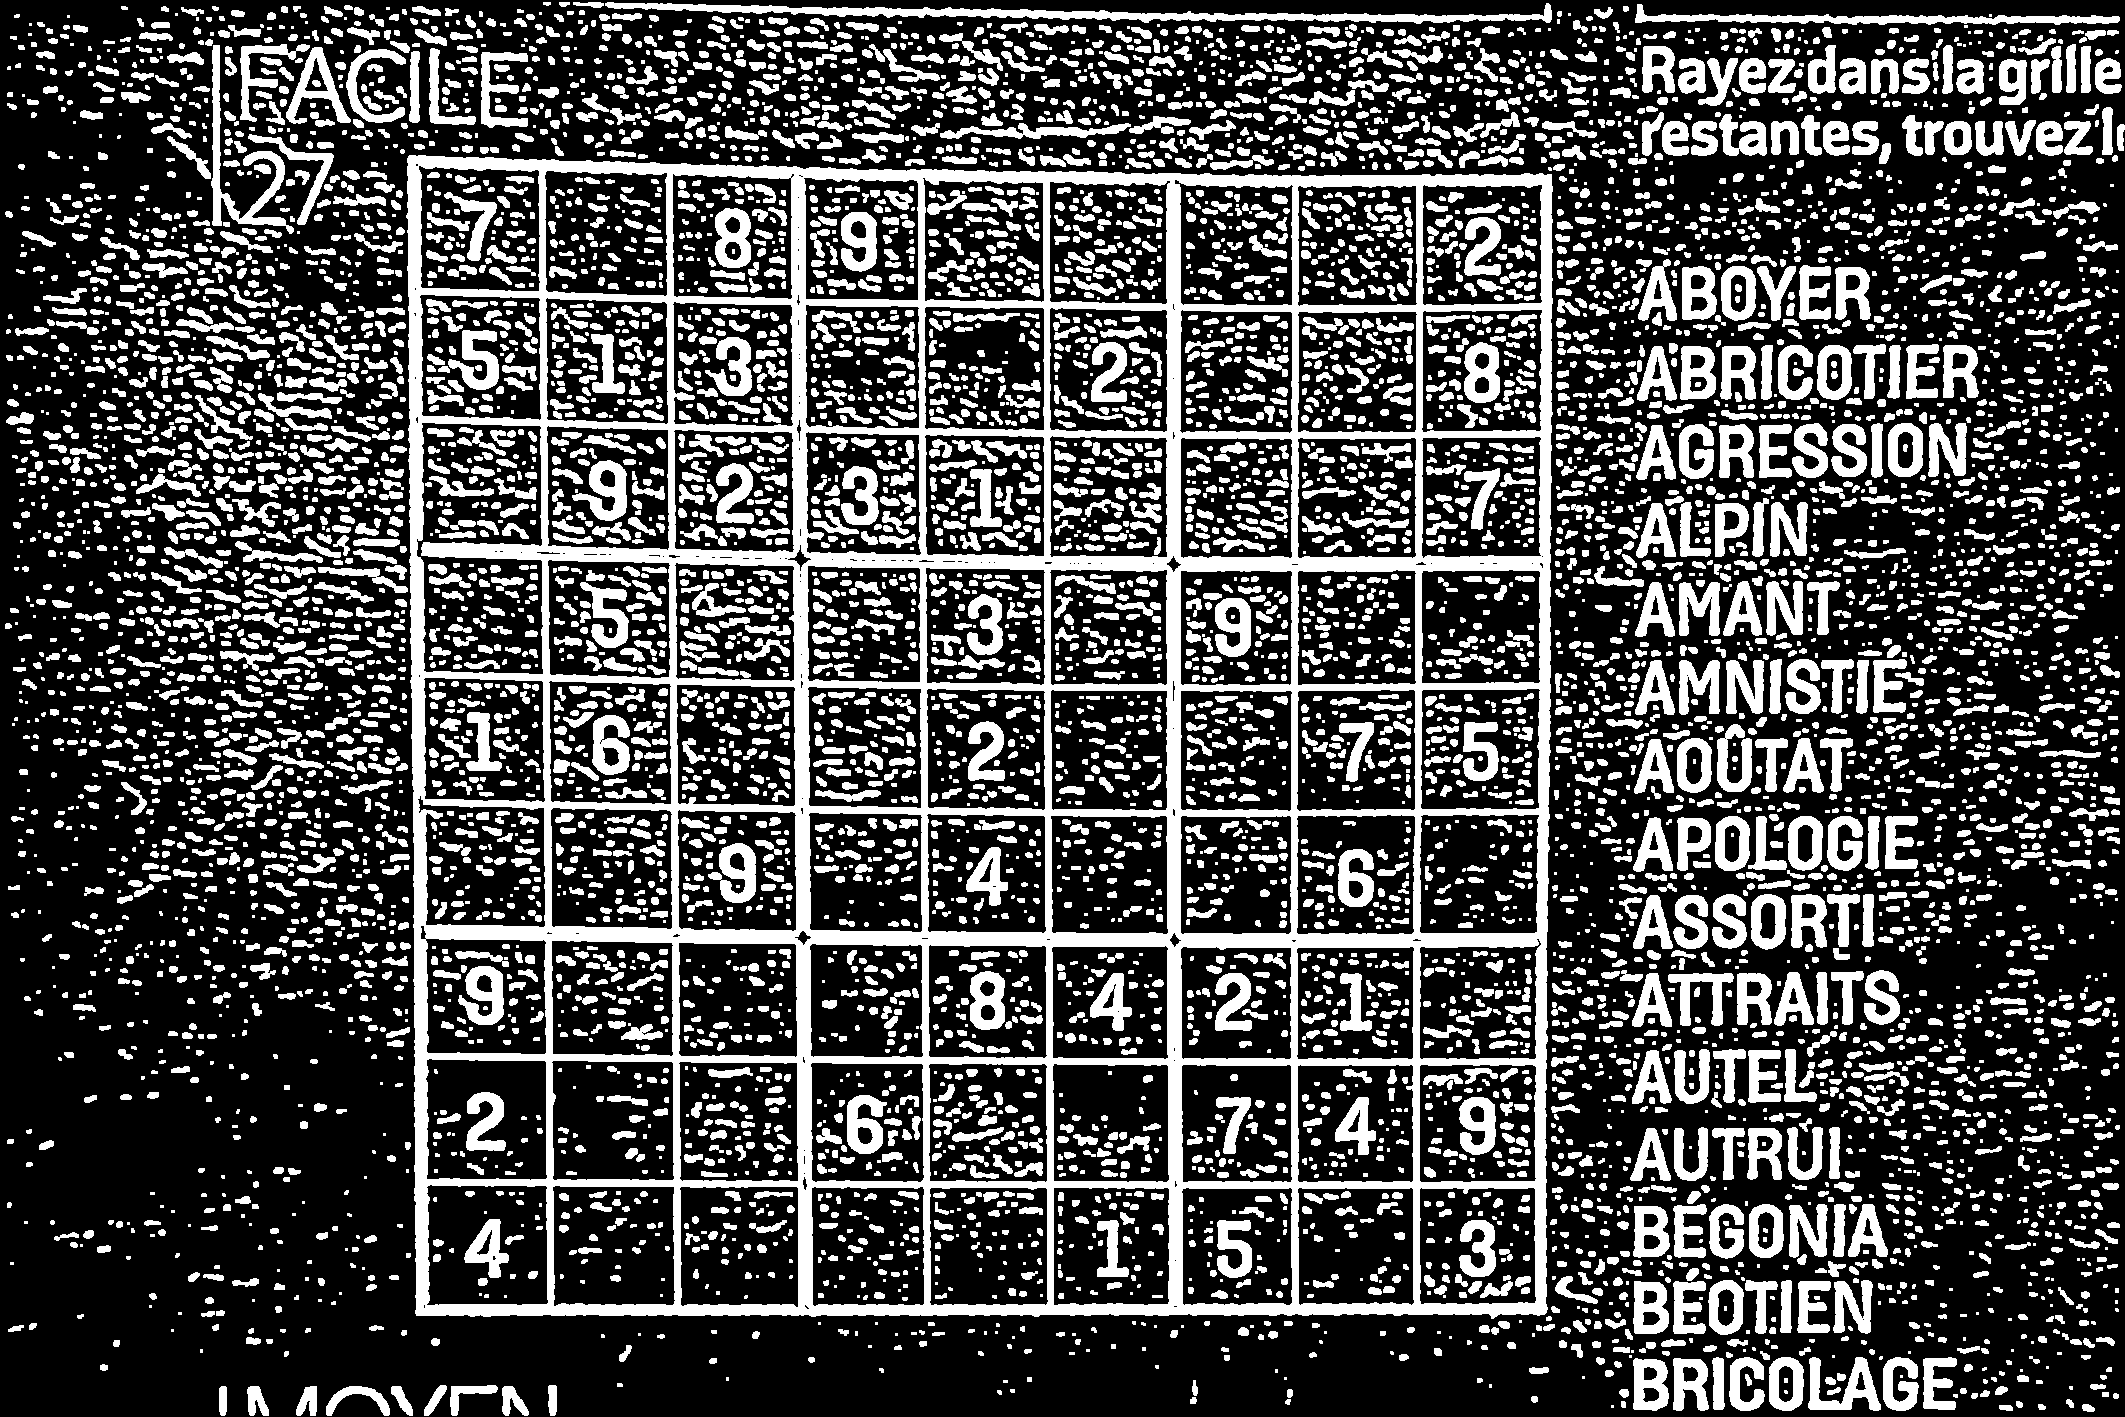 FACILE
27
7 8 9 2
5 1 3 2 8
9 2 3 1 7
5 3 9
1 6 2 7 5
9 4 6
9 8 4 2 1
2 6 7 4 9
4 1 5 3
MOYEN
Rayez dans la grille
restantes, trouvez
ABOYER
ABRICOTIER
AGRESSION
ALPIN
AMANT
AMNISTIE
AOÛTAT
APOLOGIE
ASSORTI
ATTRAITS
AUTEL
AUTRUI
BÉGONIA
BÉOTIEN
BRICOLAGE